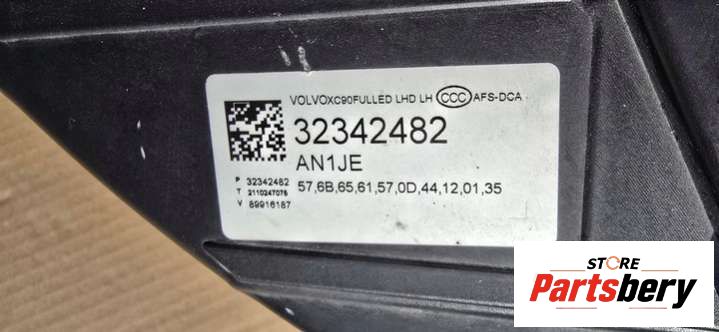 VOLVOXC90FULLED LHD LH CCC AFS-DCA
32342482
AN1JE
P 32342482
T 2110247075
V 89916187
57,6B,65,61,57,0D,44,12,01,35
STORE
Partsbery